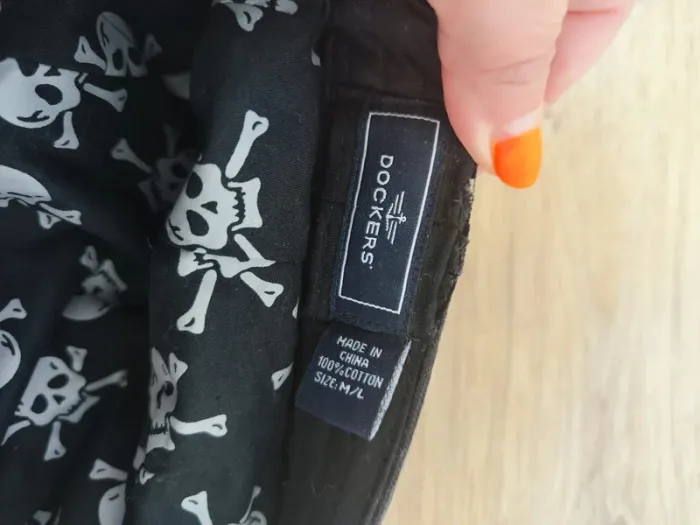 DOCKERS
MADE IN
CHINA
100% COTTON
SIZE: M/L